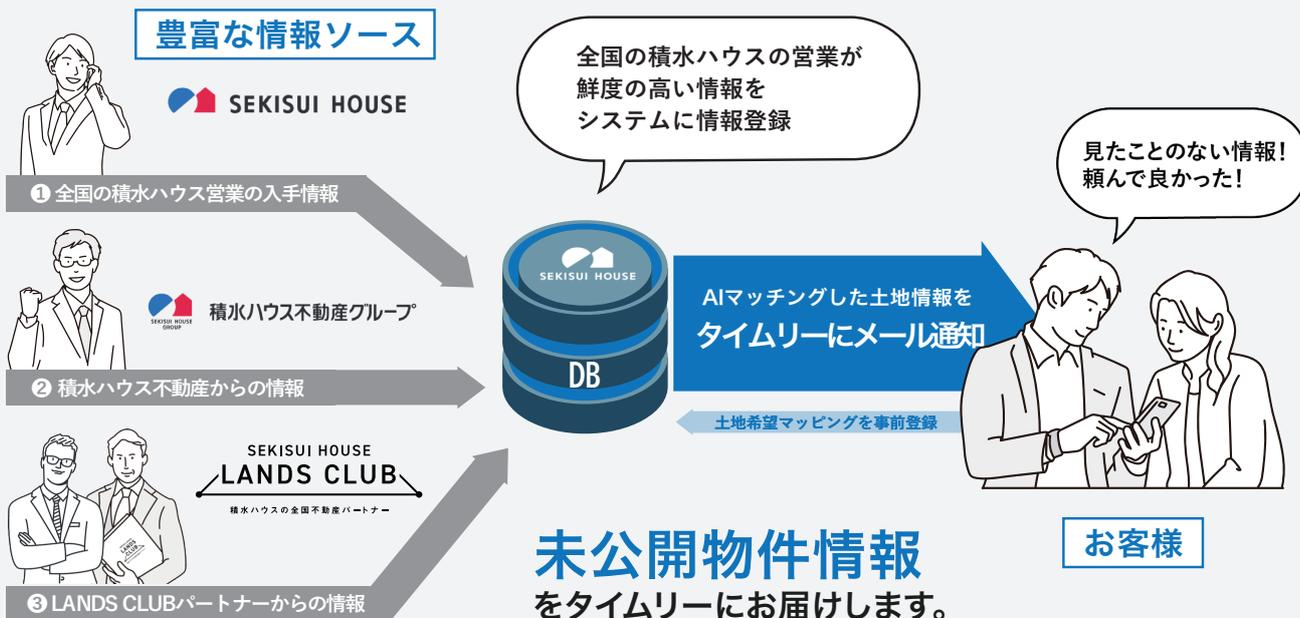 豊富な情報ソース
SEKISUI HOUSE
❶ 全国の積水ハウス営業の入手情報
SEKISUI HOUSE
GROUP
積水ハウス不動産グループ
❷ 積水ハウス不動産からの情報
SEKISUI HOUSE
LANDS CLUB
積水ハウスの全国不動産パートナー
LANDS
CLUB
❸ LANDS CLUBパートナーからの情報
全国の積水ハウスの営業が
鮮度の高い情報を
システムに情報登録
SEKISUI HOUSE
DB
AIマッチングした土地情報を
タイムリーにメール通知
土地希望マッピングを事前登録
見たことのない情報!
頼んで良かった!
お客様
未公開物件情報
をタイムリーにお届けします。